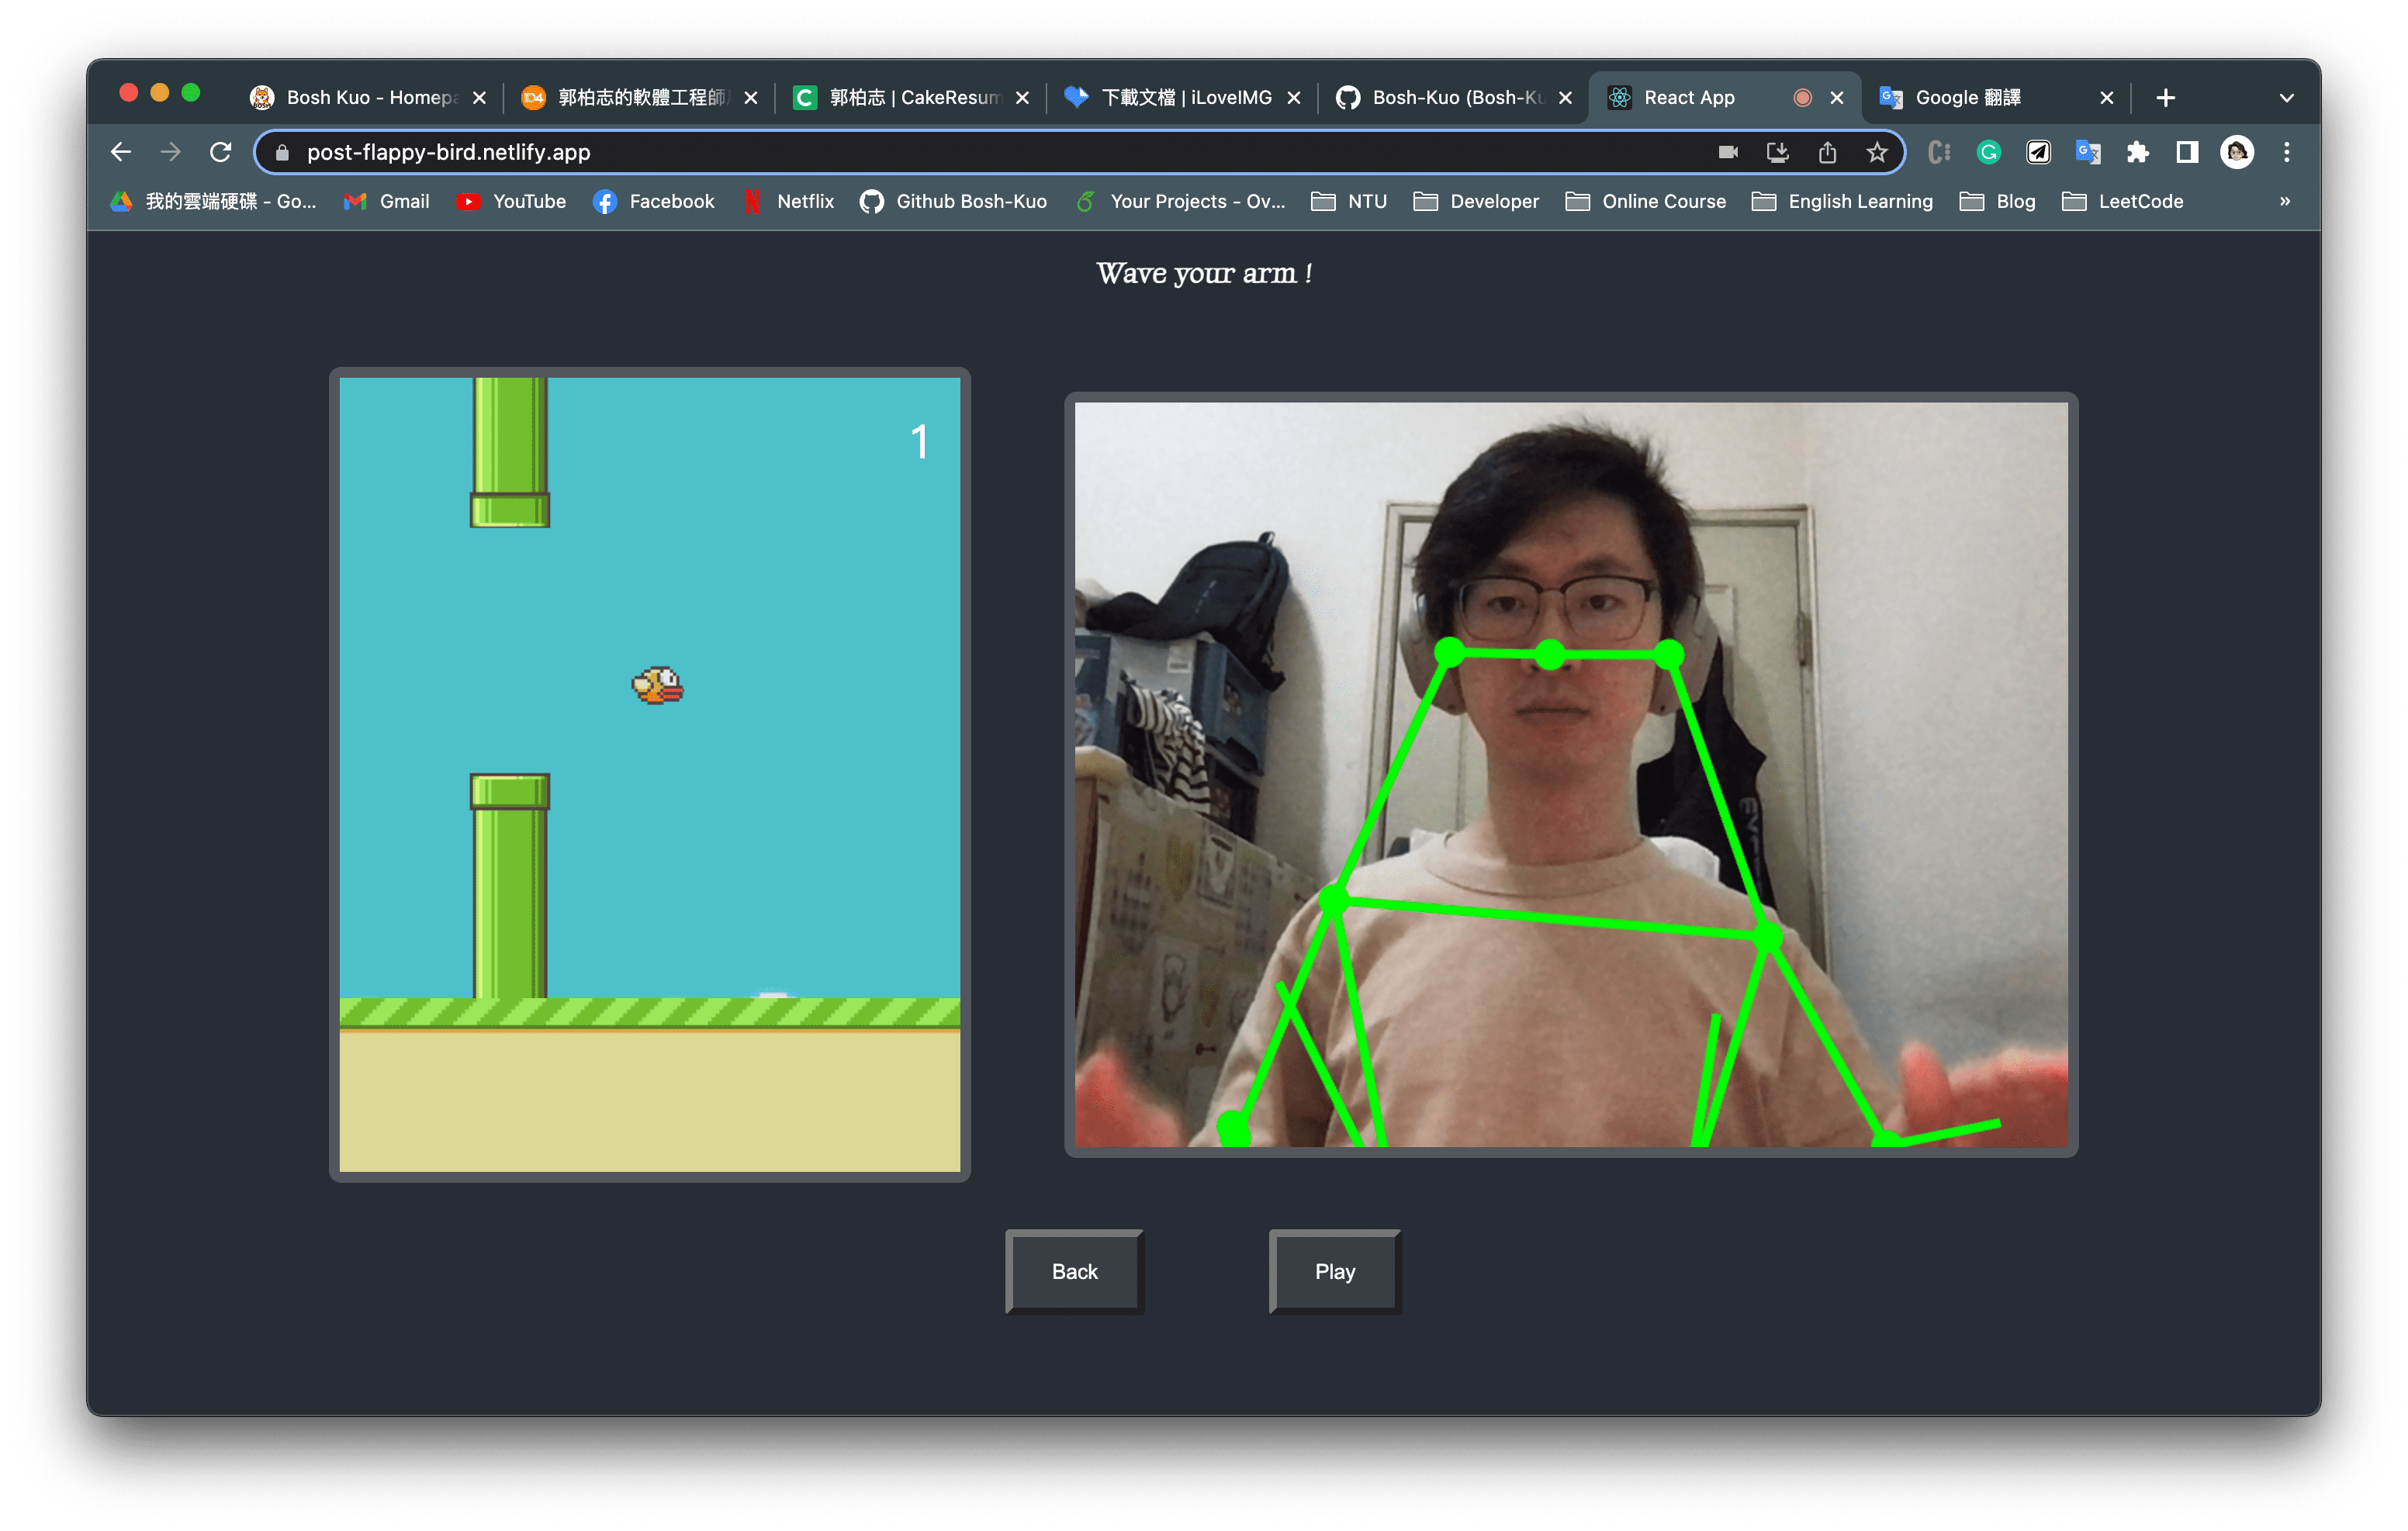 Bosh Kuo - Homepa
104
郭柏志的軟體工程師
郭柏志 | CakeResum
下載文檔 | iLoveIMG
Bosh-Kuo (Bosh-Ku
React App
Google 翻譯
post-flappy-bird.netlify.app
我的雲端硬碟 - Go...
Gmail
YouTube
Facebook
Netflix
Github Bosh-Kuo
Your Projects - Ov...
NTU
Developer
Online Course
English Learning
Blog
LeetCode
»
Wave your arm !
1
Back
Play